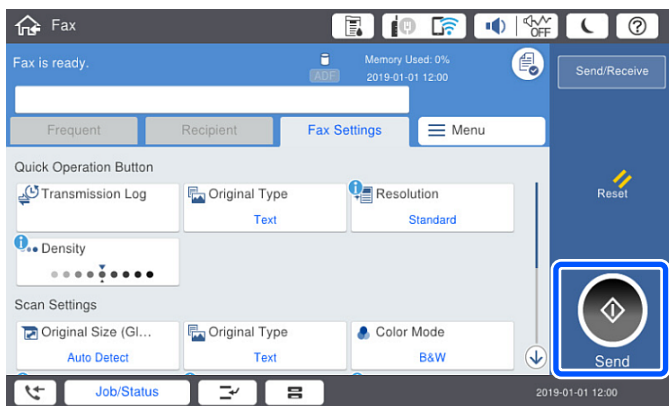 Fax
OFF
?
Fax is ready.
ADF
Memory Used: 0%
2019-01-01 12:00
Send/Receive
Frequent
Recipient
Fax Settings
Menu
Quick Operation Button
Transmission Log
Original Type
Text
Resolution
Standard
Density
Reset
Scan Settings
Original Size (Gl...
Auto Detect
Original Type
Text
Color Mode
B&W
Send
Job/Status
2019-01-01 12:00